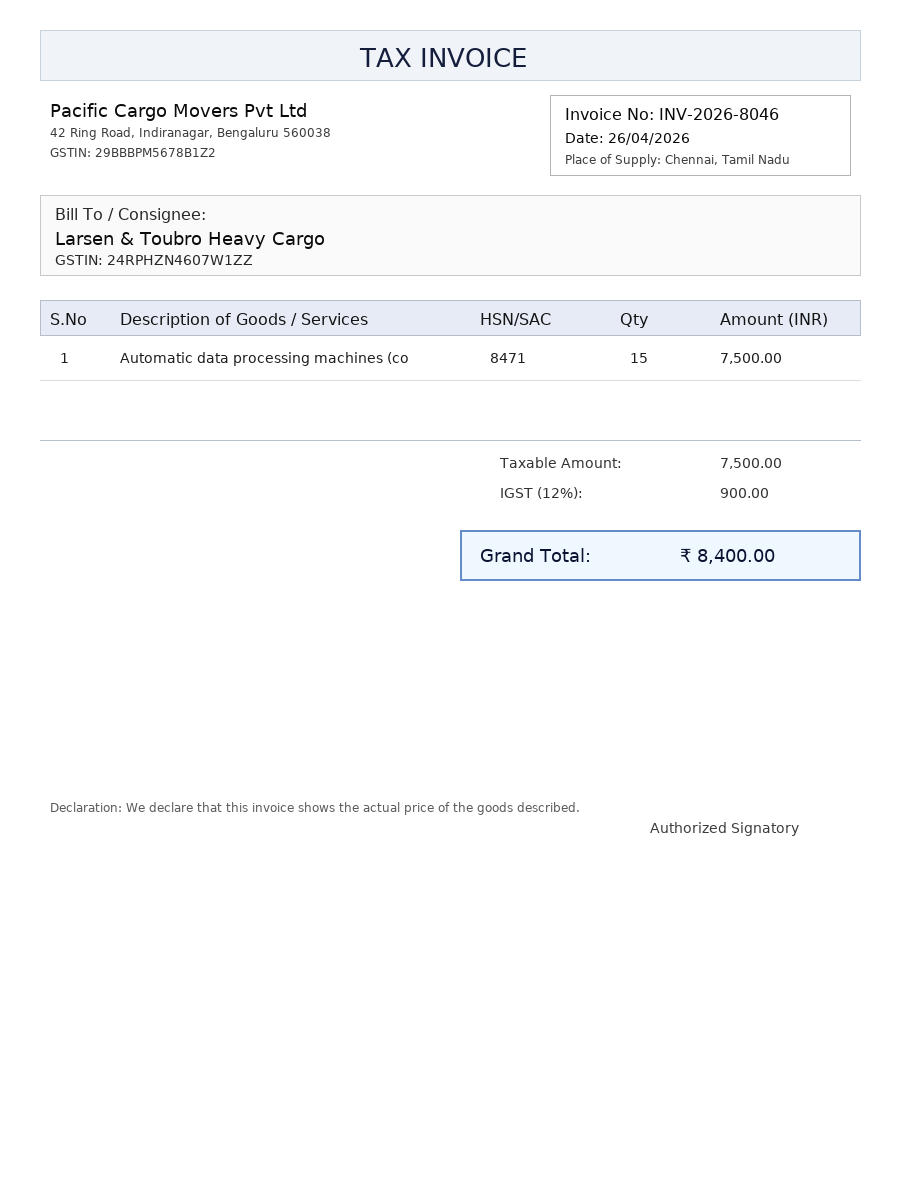 TAX INVOICE
Pacific Cargo Movers Pvt Ltd
42 Ring Road, Indiranagar, Bengaluru 560038
GSTIN: 29BBBPM5678B1Z2
Invoice No: INV-2026-8046
Date: 26/04/2026
Place of Supply: Chennai, Tamil Nadu
Bill To / Consignee:
Larsen & Toubro Heavy Cargo
GSTIN: 24RPHZN4607W1ZZ
S.No Description of Goods / Services HSN/SAC Qty Amount (INR)
1 Automatic data processing machines (co 8471 15 7,500.00
Taxable Amount: 7,500.00
IGST (12%): 900.00
Grand Total: ₹ 8,400.00
Declaration: We declare that this invoice shows the actual price of the goods described.
Authorized Signatory